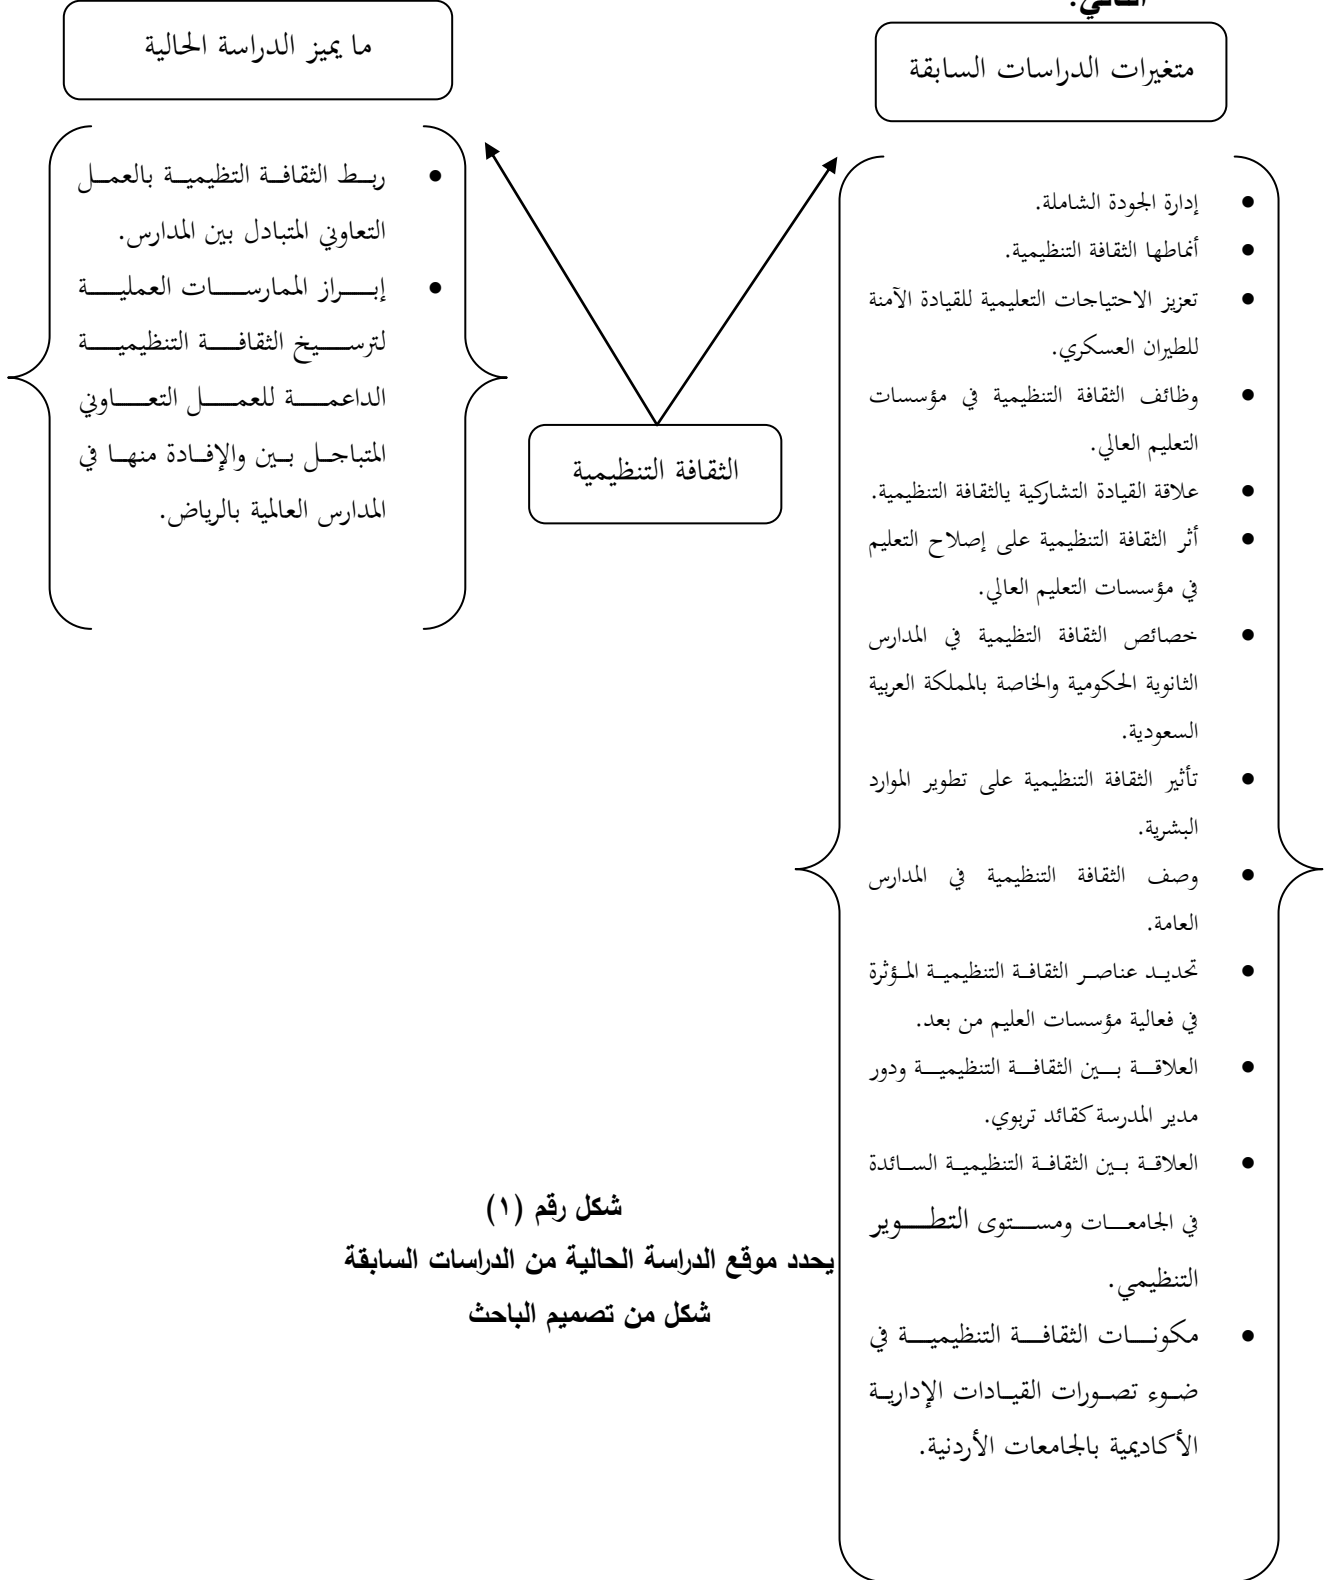 التالي:
متغيرات الدراسات السابقة
إدارة الجودة الشاملة.
أنماطها الثقافة التنظيمية.
تعزيز الاحتياجات التعليمية للقيادة الآمنة
للطيران العسكري.
وظائف الثقافة التنظيمية في مؤسسات
التعليم العالي.
علاقة القيادة التشاركية بالثقافة التنظيمية.
أثر الثقافة التنظيمية على إصلاح التعليم
في مؤسسات التعليم العالي.
خصائص الثقافة التظيمية في المدارس
الثانوية الحكومية والخاصة بالمملكة العربية
السعودية.
تأثير الثقافة التنظيمية على تطوير الموارد
البشرية.
وصف الثقافة التنظيمية في المدارس
العامة.
تحديد عناصر الثقافة التنظيمية المؤثرة
في فعالية مؤسسات العليم من بعد.
العلاقة بين الثقافة التنظيمية ودور
مدير المدرسة كقائد تربوي.
العلاقة بين الثقافة التنظيمية السائدة
في الجامعات ومستوى التطوير
التنظيمي.
مكونات الثقافة التنظيمية في
ضوء تصورات القيادات الإدارية
الأكاديمية بالجامعات الأردنية.
الثقافة التنظيمية
ما يميز الدراسة الحالية
ربط الثقافة التظيمية بالعمل
التعاوني المتبادل بين المدارس.
إبراز الممارسات العملية
لترسيخ الثقافة التنظيمية
الداعمة للعمل التعاوني
المتباجل بين والإفادة منها في
المدارس العالمية بالرياض.
شكل رقم (١)
يحدد موقع الدراسة الحالية من الدراسات السابقة
شكل من تصميم الباحث